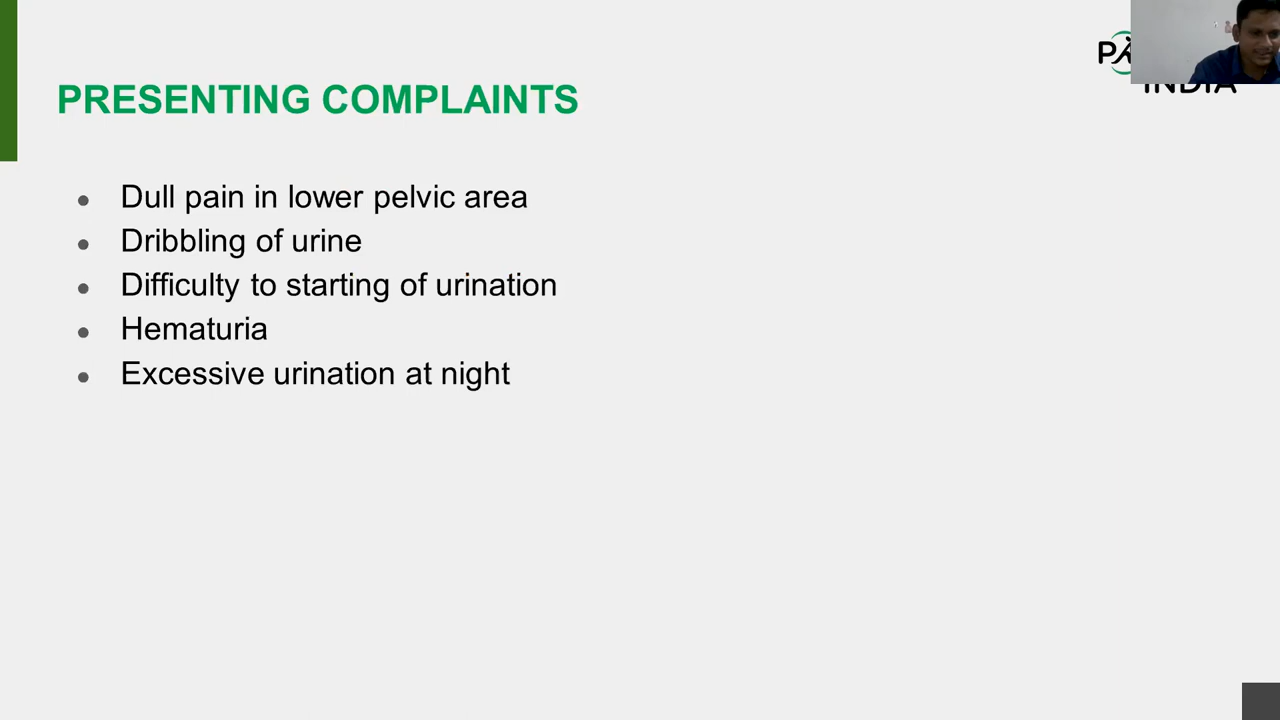 PRESENTING COMPLAINTS
Dull pain in lower pelvic area
Dribbling of urine
Difficulty to starting of urination
Hematuria
Excessive urination at night
INDIA